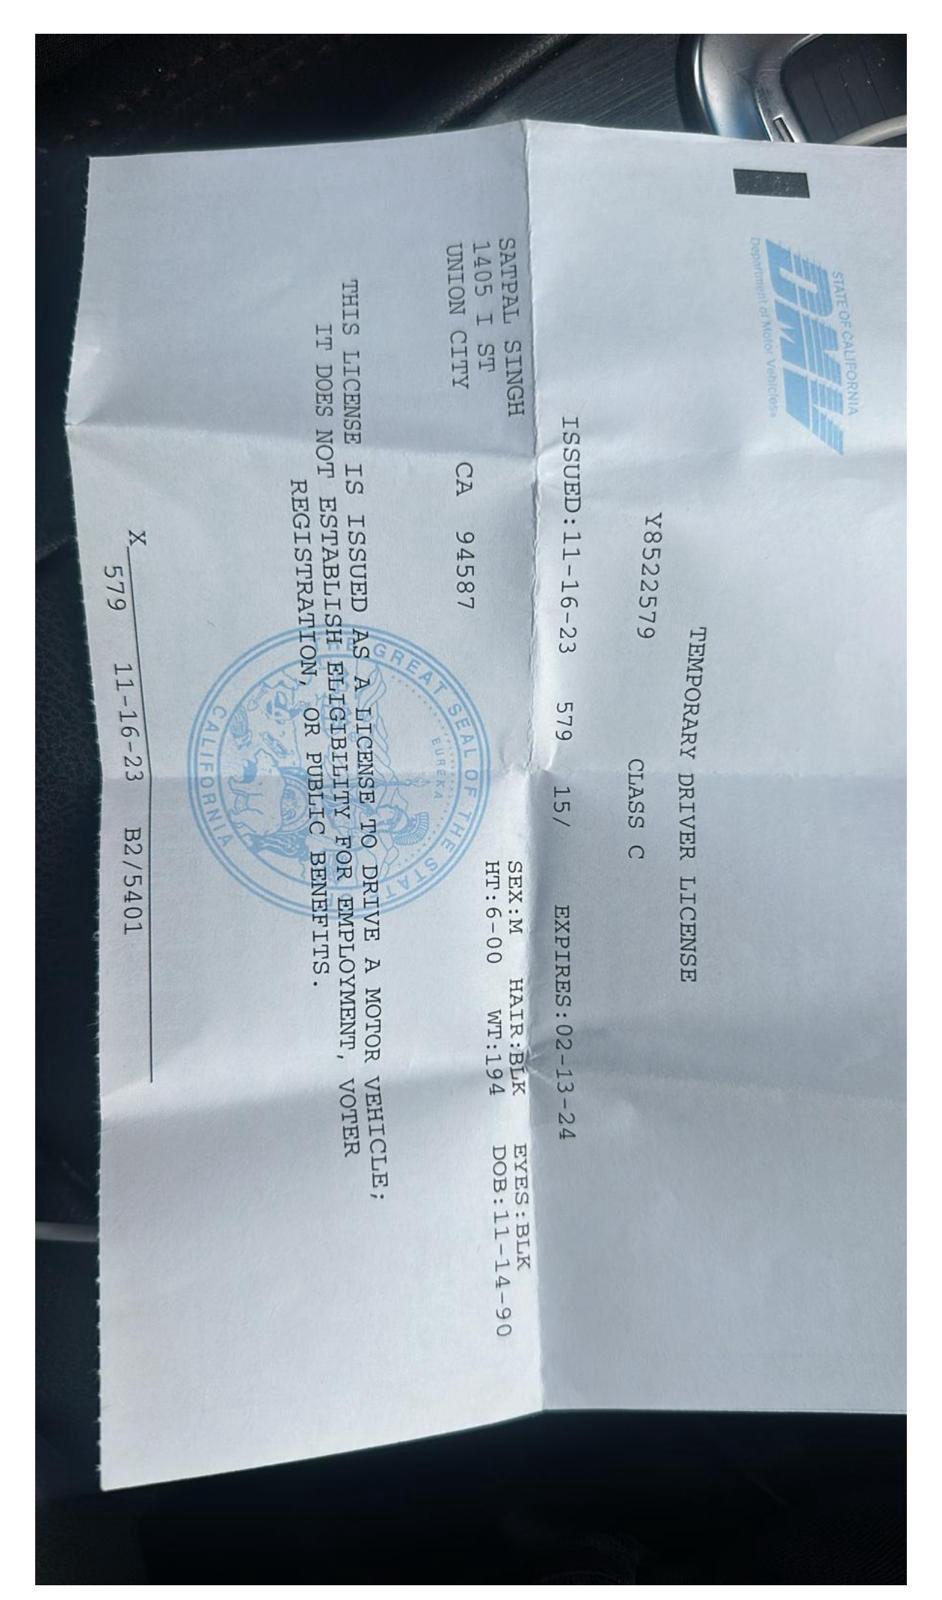 STATE OF CALIFORNIA
DMV
Department of Motor Vehicles
TEMPORARY DRIVER LICENSE
Y8522579 CLASS C
ISSUED:11-16-23 579 15/ EXPIRES:02-13-24
SATPAL SINGH SEX:M HAIR:BLK EYES:BLK
1405 I ST HT:6-00 WT:194 DOB:11-14-90
UNION CITY CA 94587
THIS LICENSE IS ISSUED AS A LICENSE TO DRIVE A MOTOR VEHICLE;
IT DOES NOT ESTABLISH ELIGIBILITY FOR EMPLOYMENT, VOTER
REGISTRATION, OR PUBLIC BENEFITS.
GREAT SEAL OF THE STAT
EUREKA
CALIFORNIA
X
579 11-16-23 B2/5401